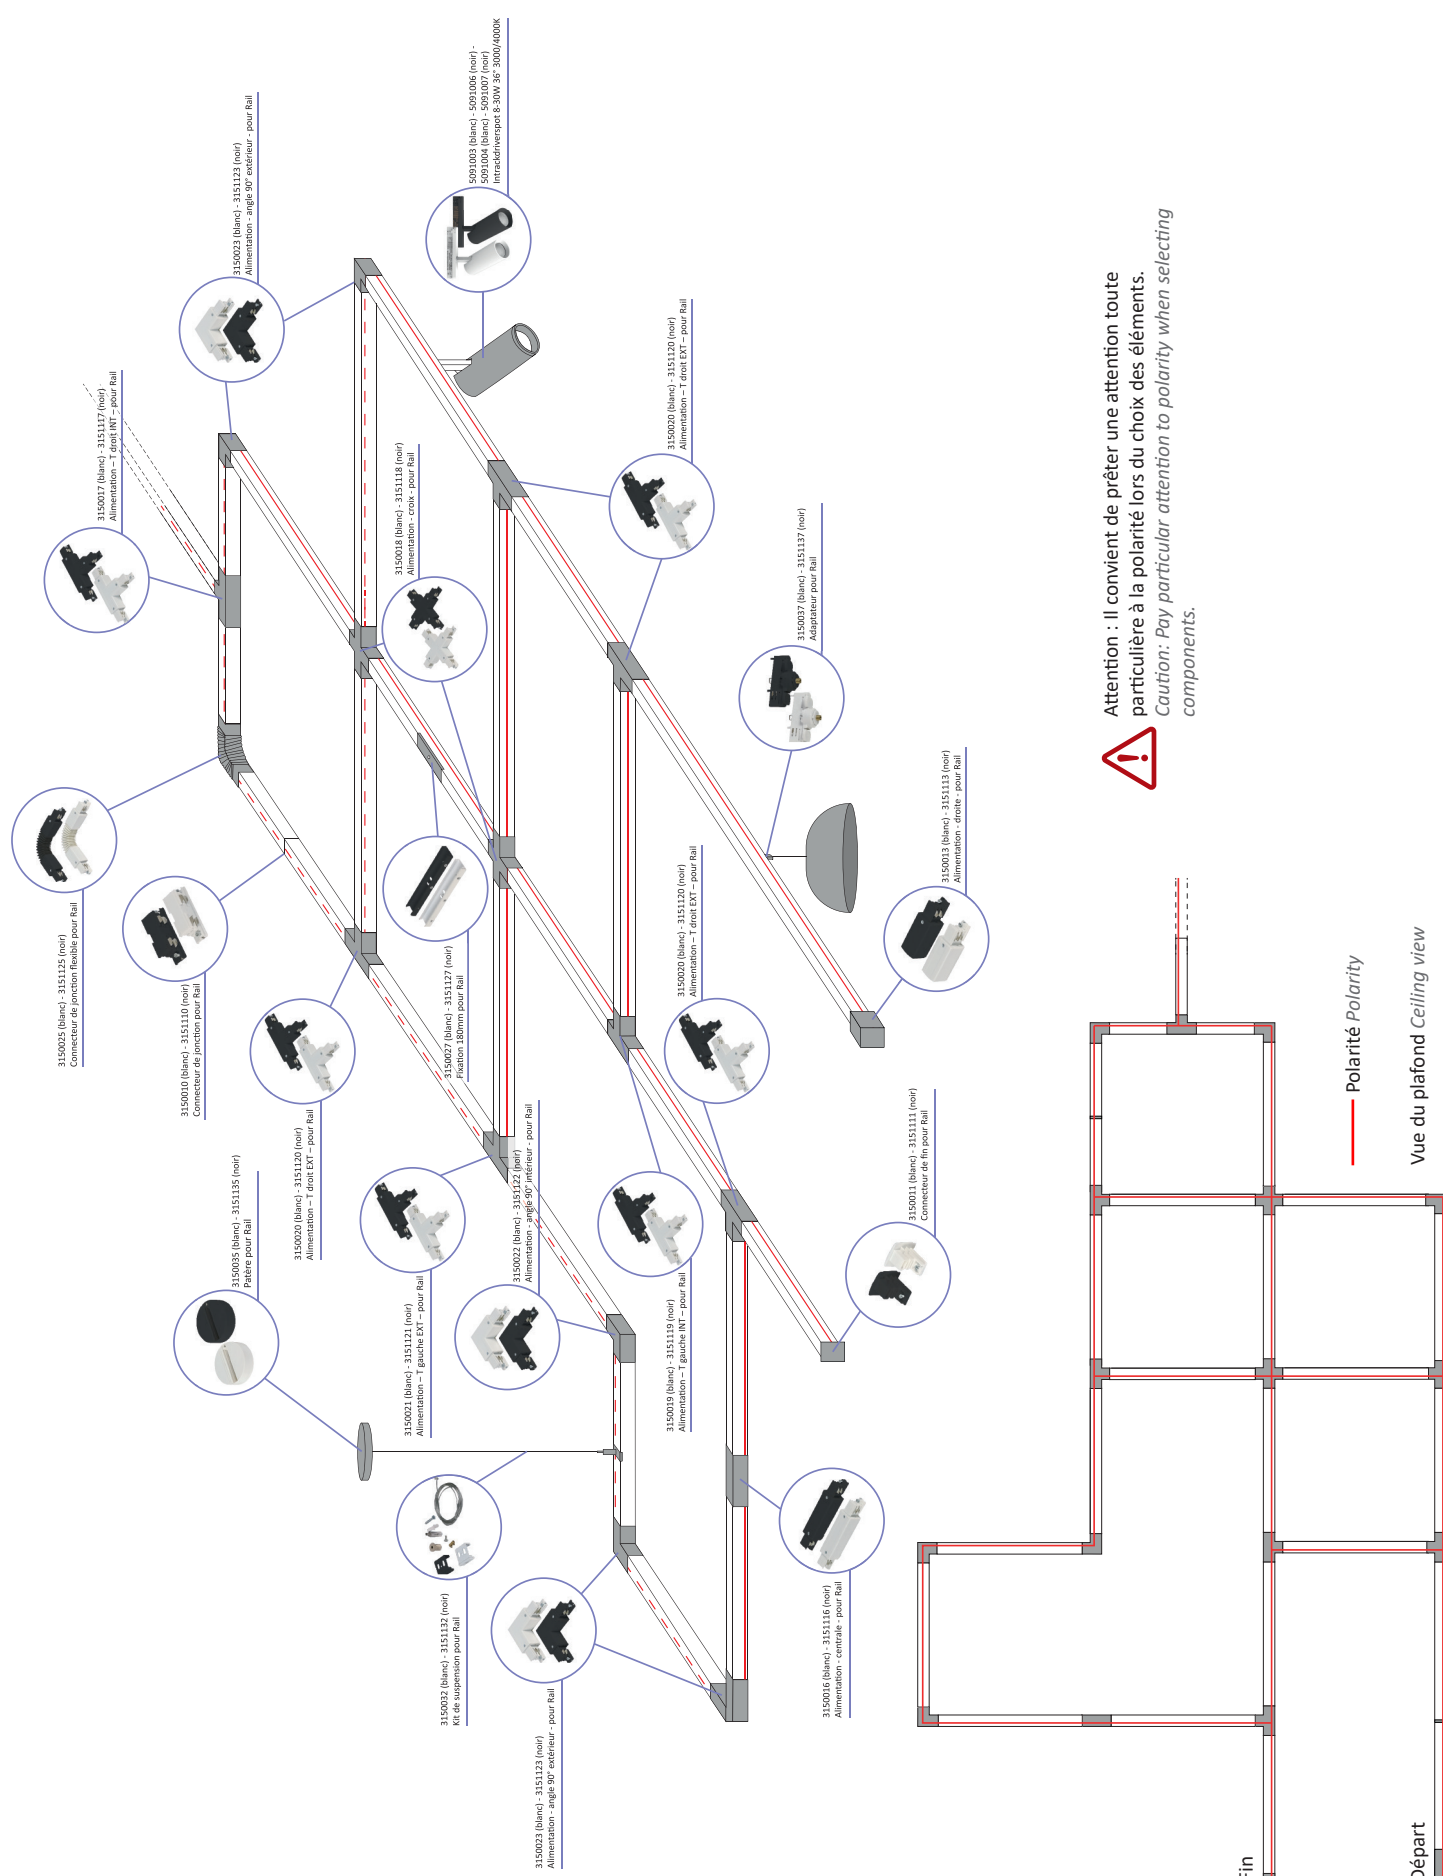 3150023 (blanc) - 3151123 (noir)
Alimentation - angle 90° extérieur - pour Rail
5091003 (blanc) - 5091006 (noir) -
5091004 (blanc) - 5091007 (noir)
Intrackdriverspot 8-30W 36° 3000/4000K
3150017 (blanc) - 3151117 (noir)
Alimentation – T droit INT – pour Rail
3150018 (blanc) - 3151118 (noir)
Alimentation - croix - pour Rail
3150020 (blanc) - 3151120 (noir)
Alimentation – T droit EXT – pour Rail
3150037 (blanc) - 3151137 (noir)
Adaptateur pour Rail
3150013 (blanc) - 3151113 (noir)
Alimentation - droite - pour Rail
3150025 (blanc) - 3151125 (noir)
Connecteur de jonction flexible pour Rail
3150010 (blanc) - 3151110 (noir)
Connecteur de jonction pour Rail
3150027 (blanc) - 3151127 (noir)
Fixation 180mm pour Rail
3150020 (blanc) - 3151120 (noir)
Alimentation – T droit EXT – pour Rail
3150020 (blanc) - 3151120 (noir)
Alimentation – T droit EXT – pour Rail
3150035 (blanc) - 3151135 (noir)
Patère pour Rail
3150021 (blanc) - 3151121 (noir)
Alimentation – T gauche EXT – pour Rail
3150022 (blanc) - 3151122 (noir)
Alimentation - angle 90° intérieur - pour Rail
3150019 (blanc) - 3151119 (noir)
Alimentation – T gauche INT – pour Rail
3150011 (blanc) - 3151111 (noir)
Connecteur de fin pour Rail
3150032 (blanc) - 3151132 (noir)
Kit de suspension pour Rail
3150016 (blanc) - 3151116 (noir)
Alimentation - centrale - pour Rail
3150023 (blanc) - 3151123 (noir)
Alimentation - angle 90° extérieur - pour Rail
Attention : Il convient de prêter une attention toute
particulière à la polarité lors du choix des éléments.
Caution: Pay particular attention to polarity when selecting
components.
Polarité Polarity
Vue du plafond Ceiling view
Fin
Départ